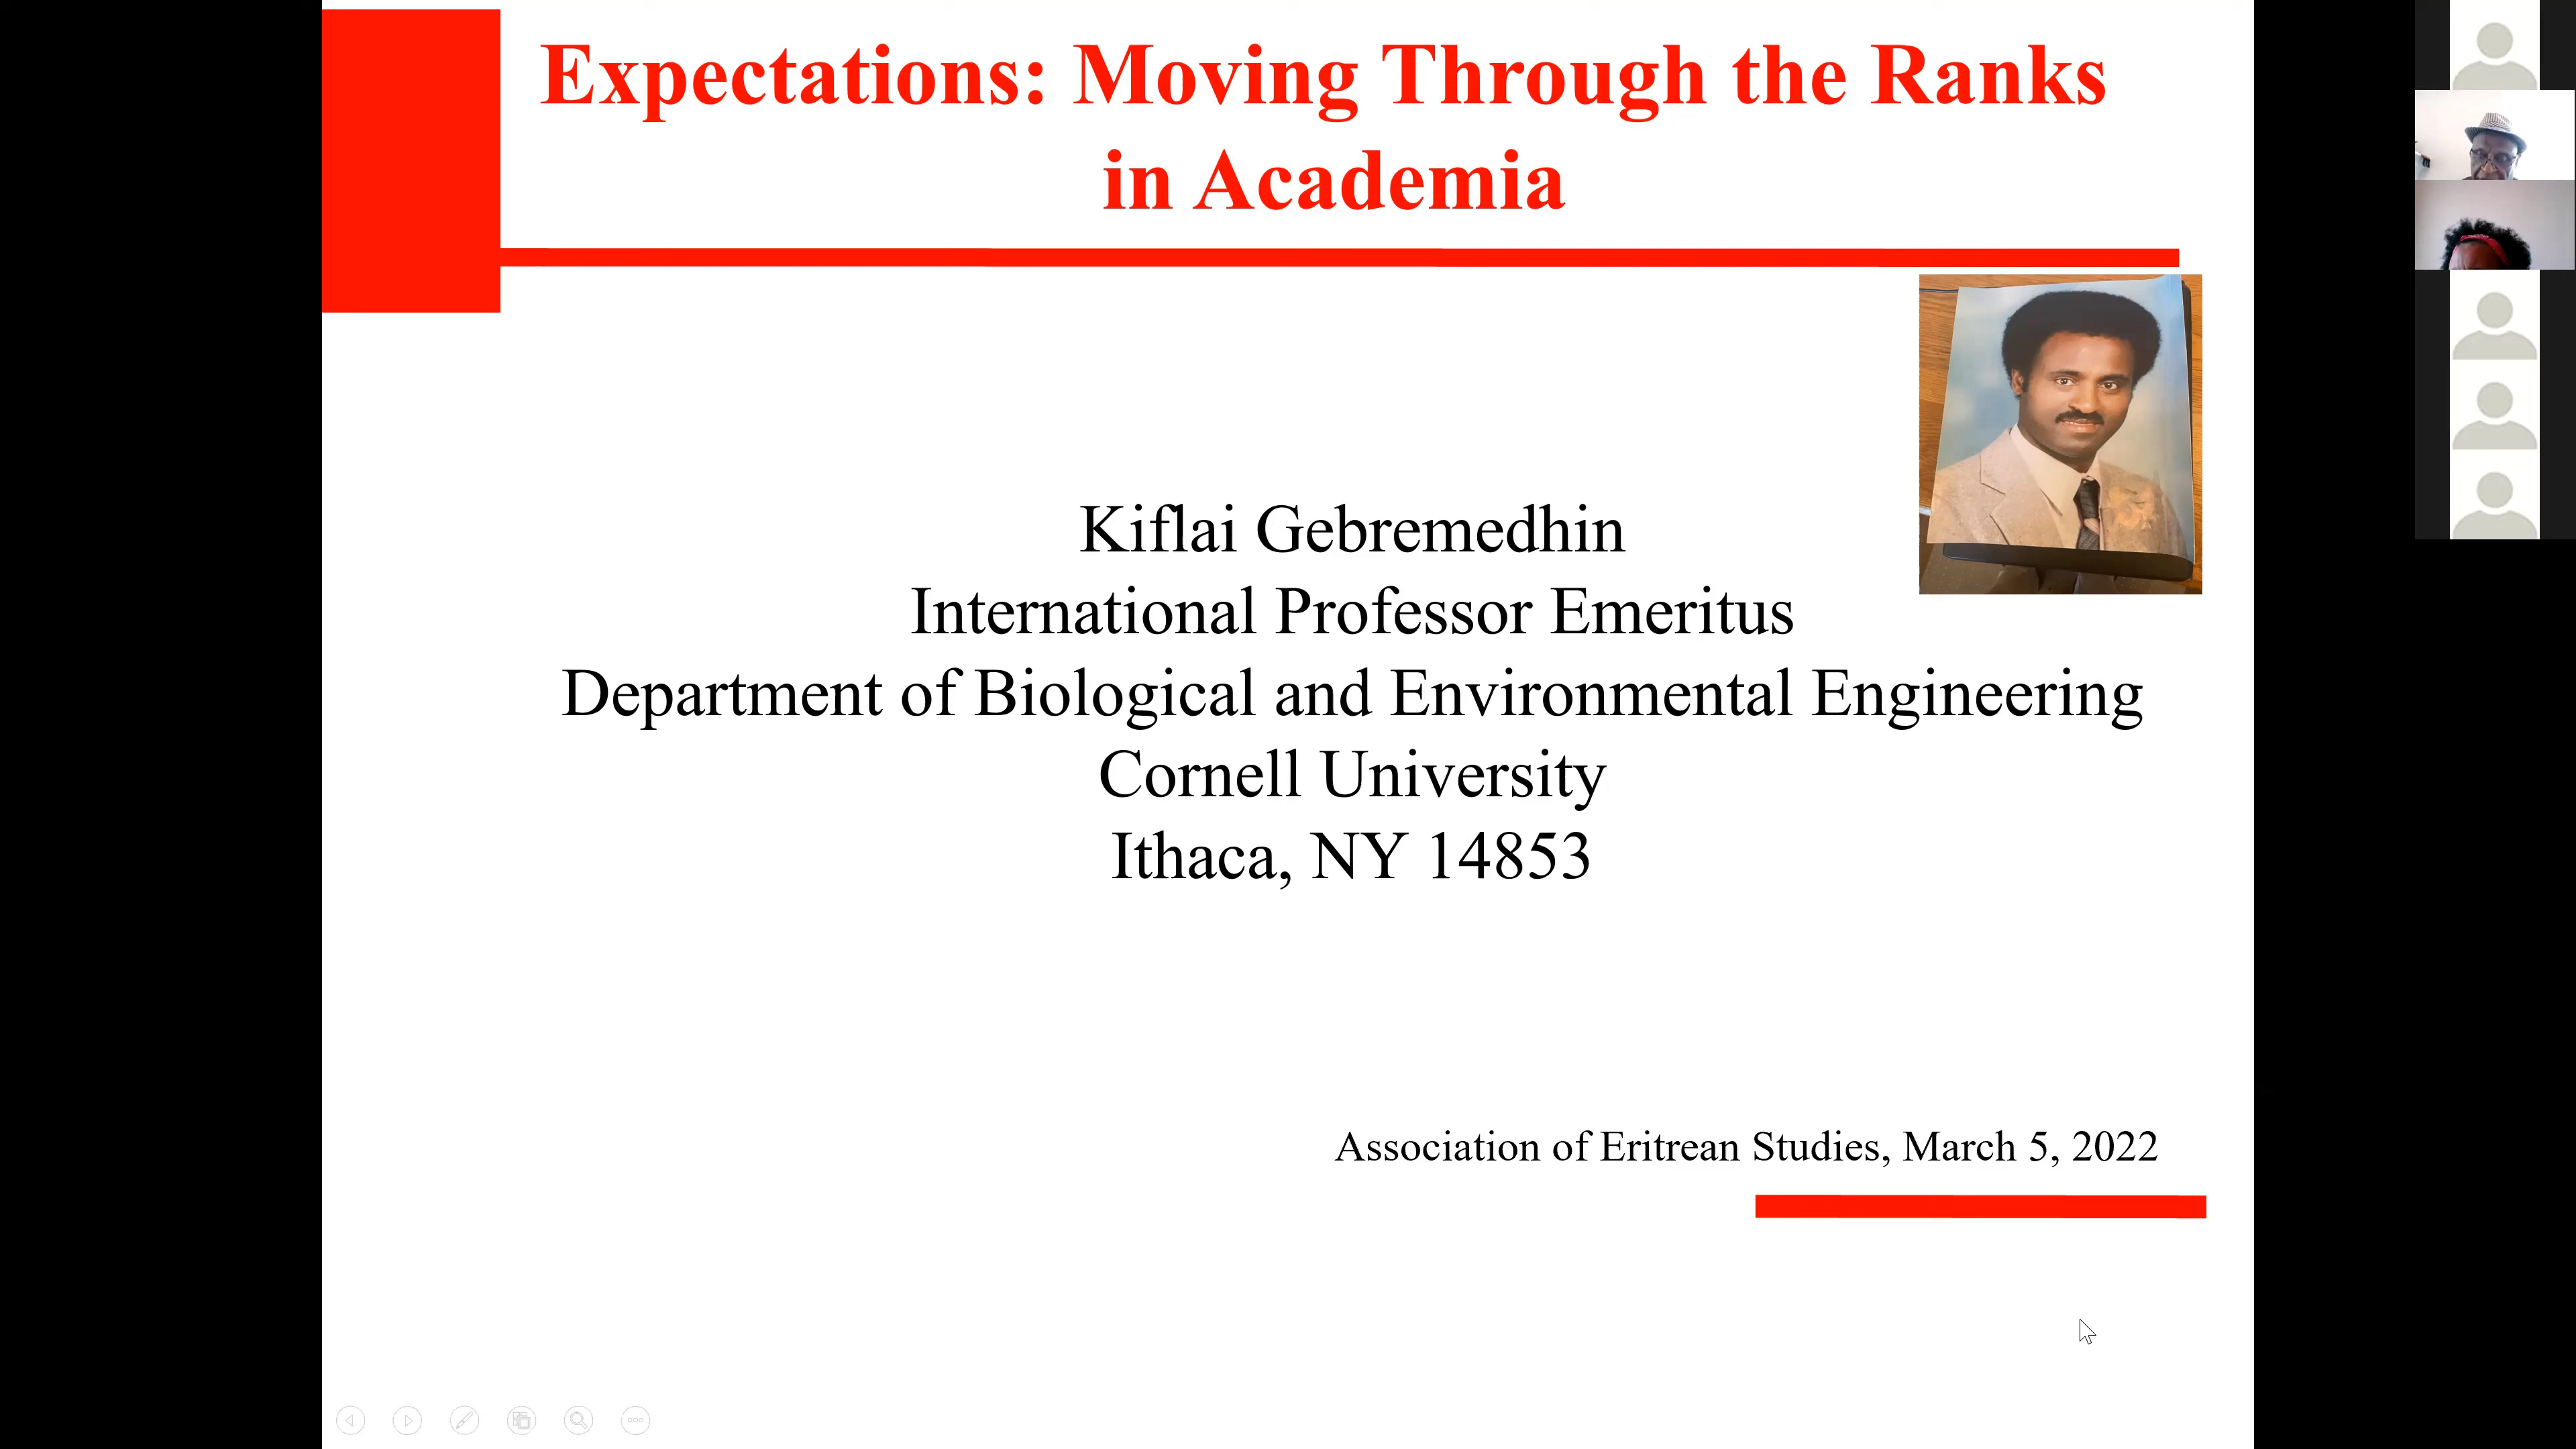 Expectations: Moving Through the Ranks
in Academia
Kiflai Gebremedhin
International Professor Emeritus
Department of Biological and Environmental Engineering
Cornell University
Ithaca, NY 14853
Association of Eritrean Studies, March 5, 2022